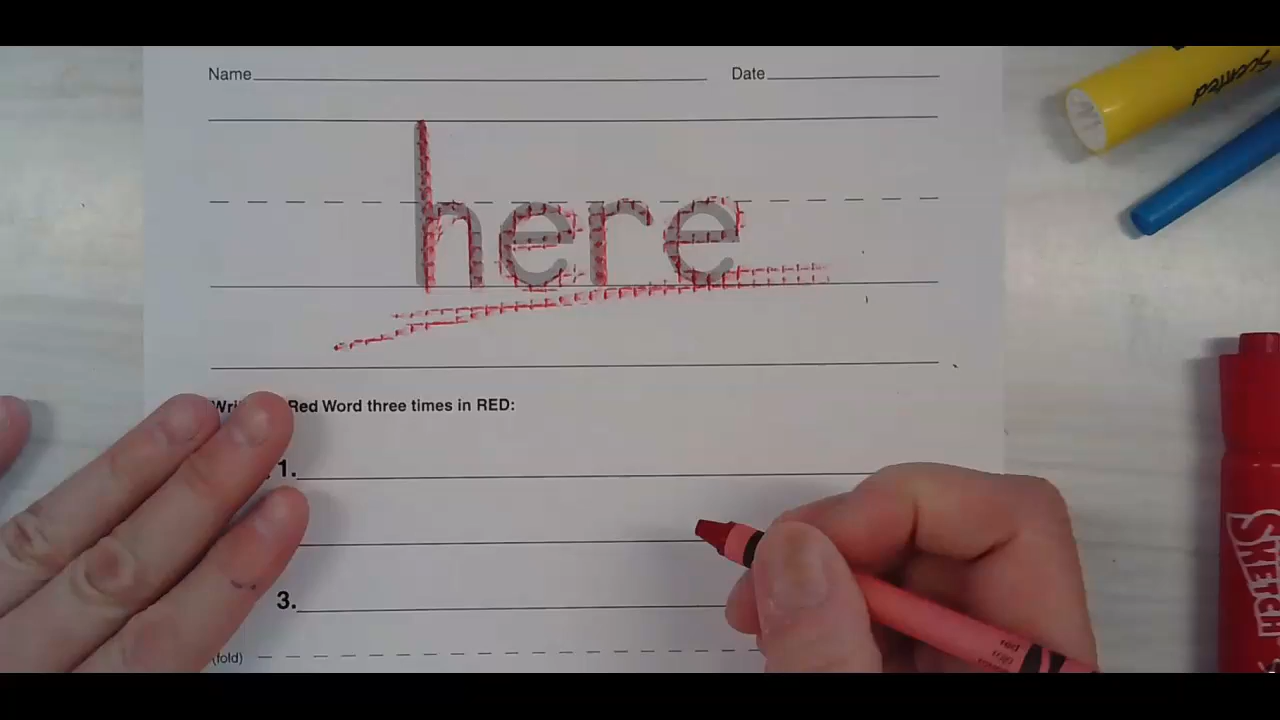 Name Date
here
Red Word three times in RED:
1.
3.
(fold)
Scented
SKETCH